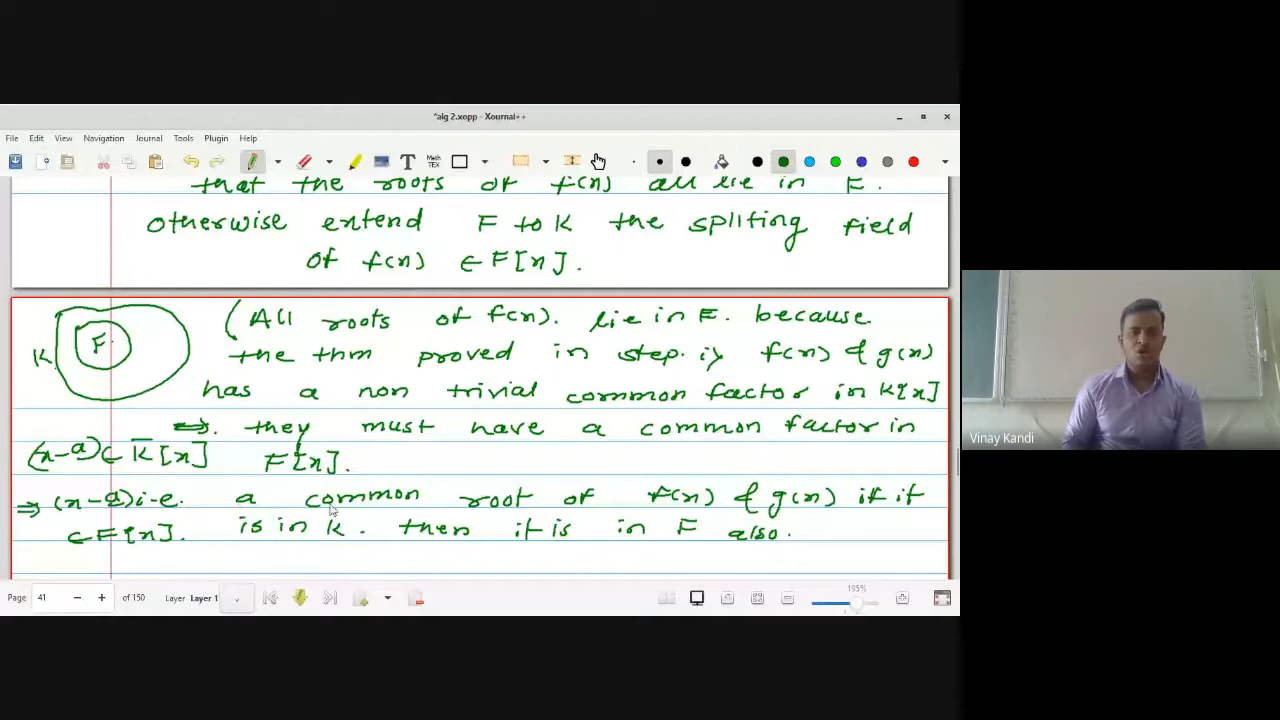 *alg 2.xopp - Xournal++
File Edit View Navigation Journal Tools Plugin Help
that the roots of f(x) all lie in F.
otherwise extend F to K the spliting field
of f(x) ∈ F[x].
K F (All roots of f(x). lie in F. because
the thm proved in step. i) f(x) & g(x)
has a non trivial common factor in K[x]
⇒. they must have a common factor in
(x-a) ∈ K[x] F[x].
⇒ (x-a) i-e. a common root of f(x) & g(x) if it
∈ F[x]. is in K. then it is in F also.
Page 41 of 150 Layer Layer 1 195%
Vinay Kandi